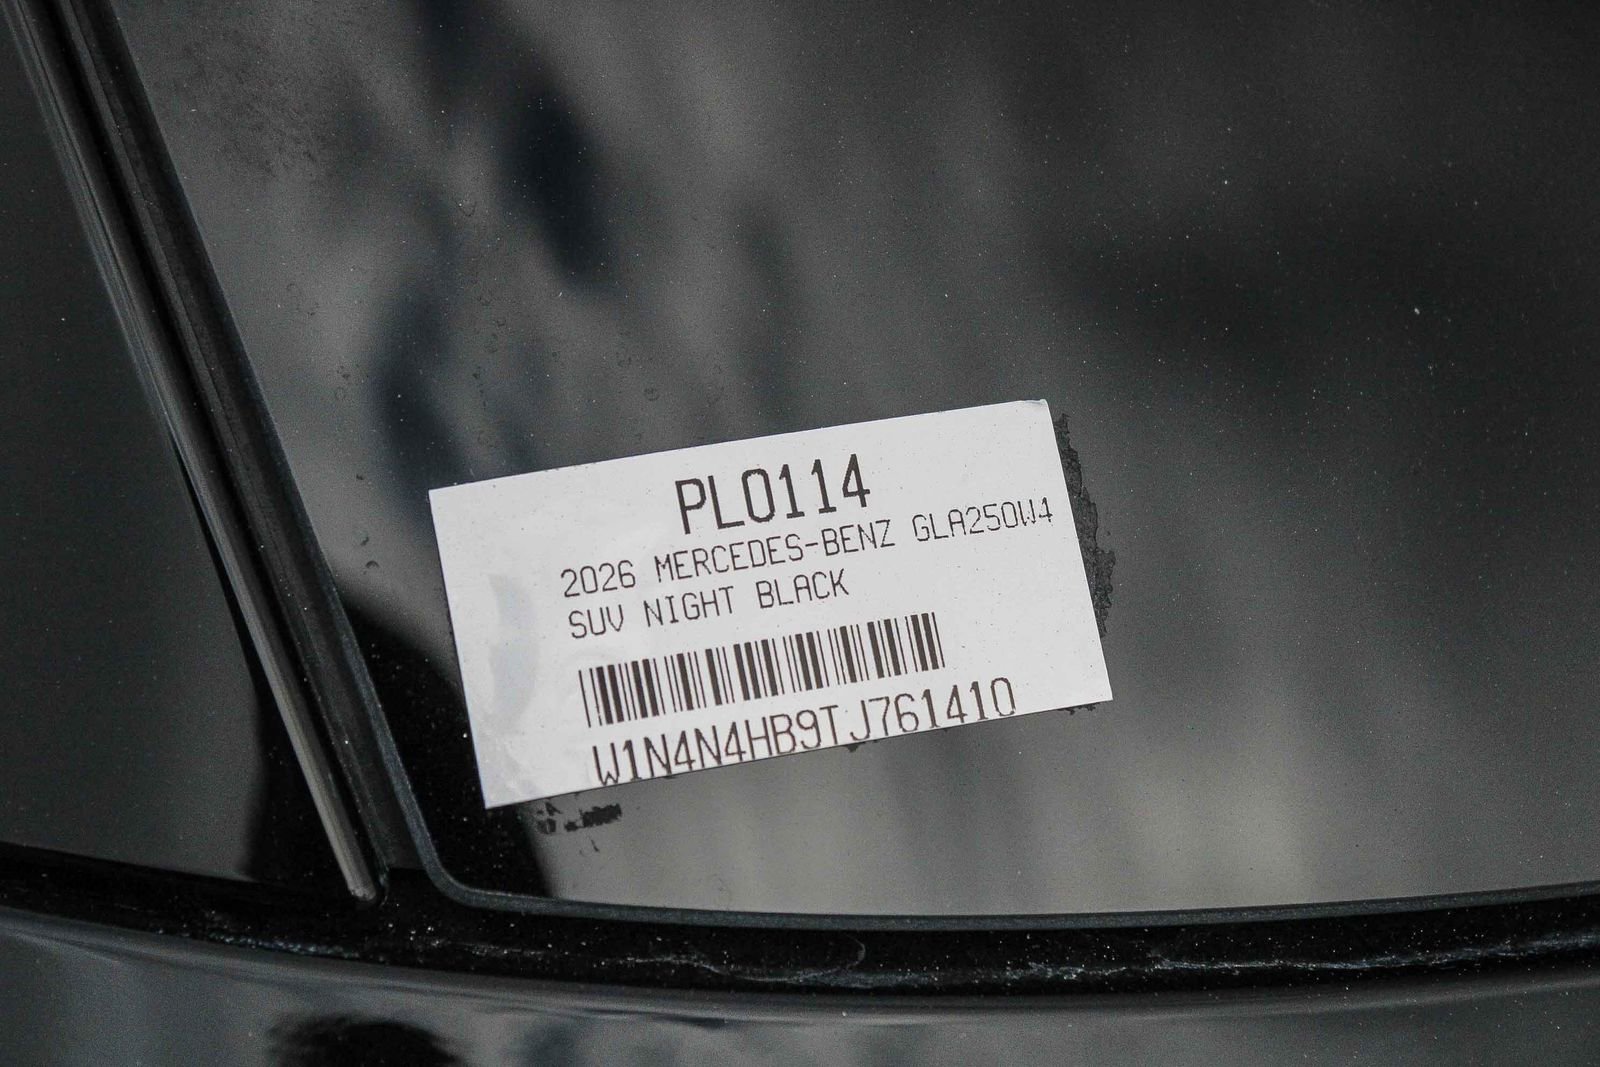 PL0114
2026 MERCEDES-BENZ GLA250W4
SUV NIGHT BLACK
W1N4N4HB9TJ761410